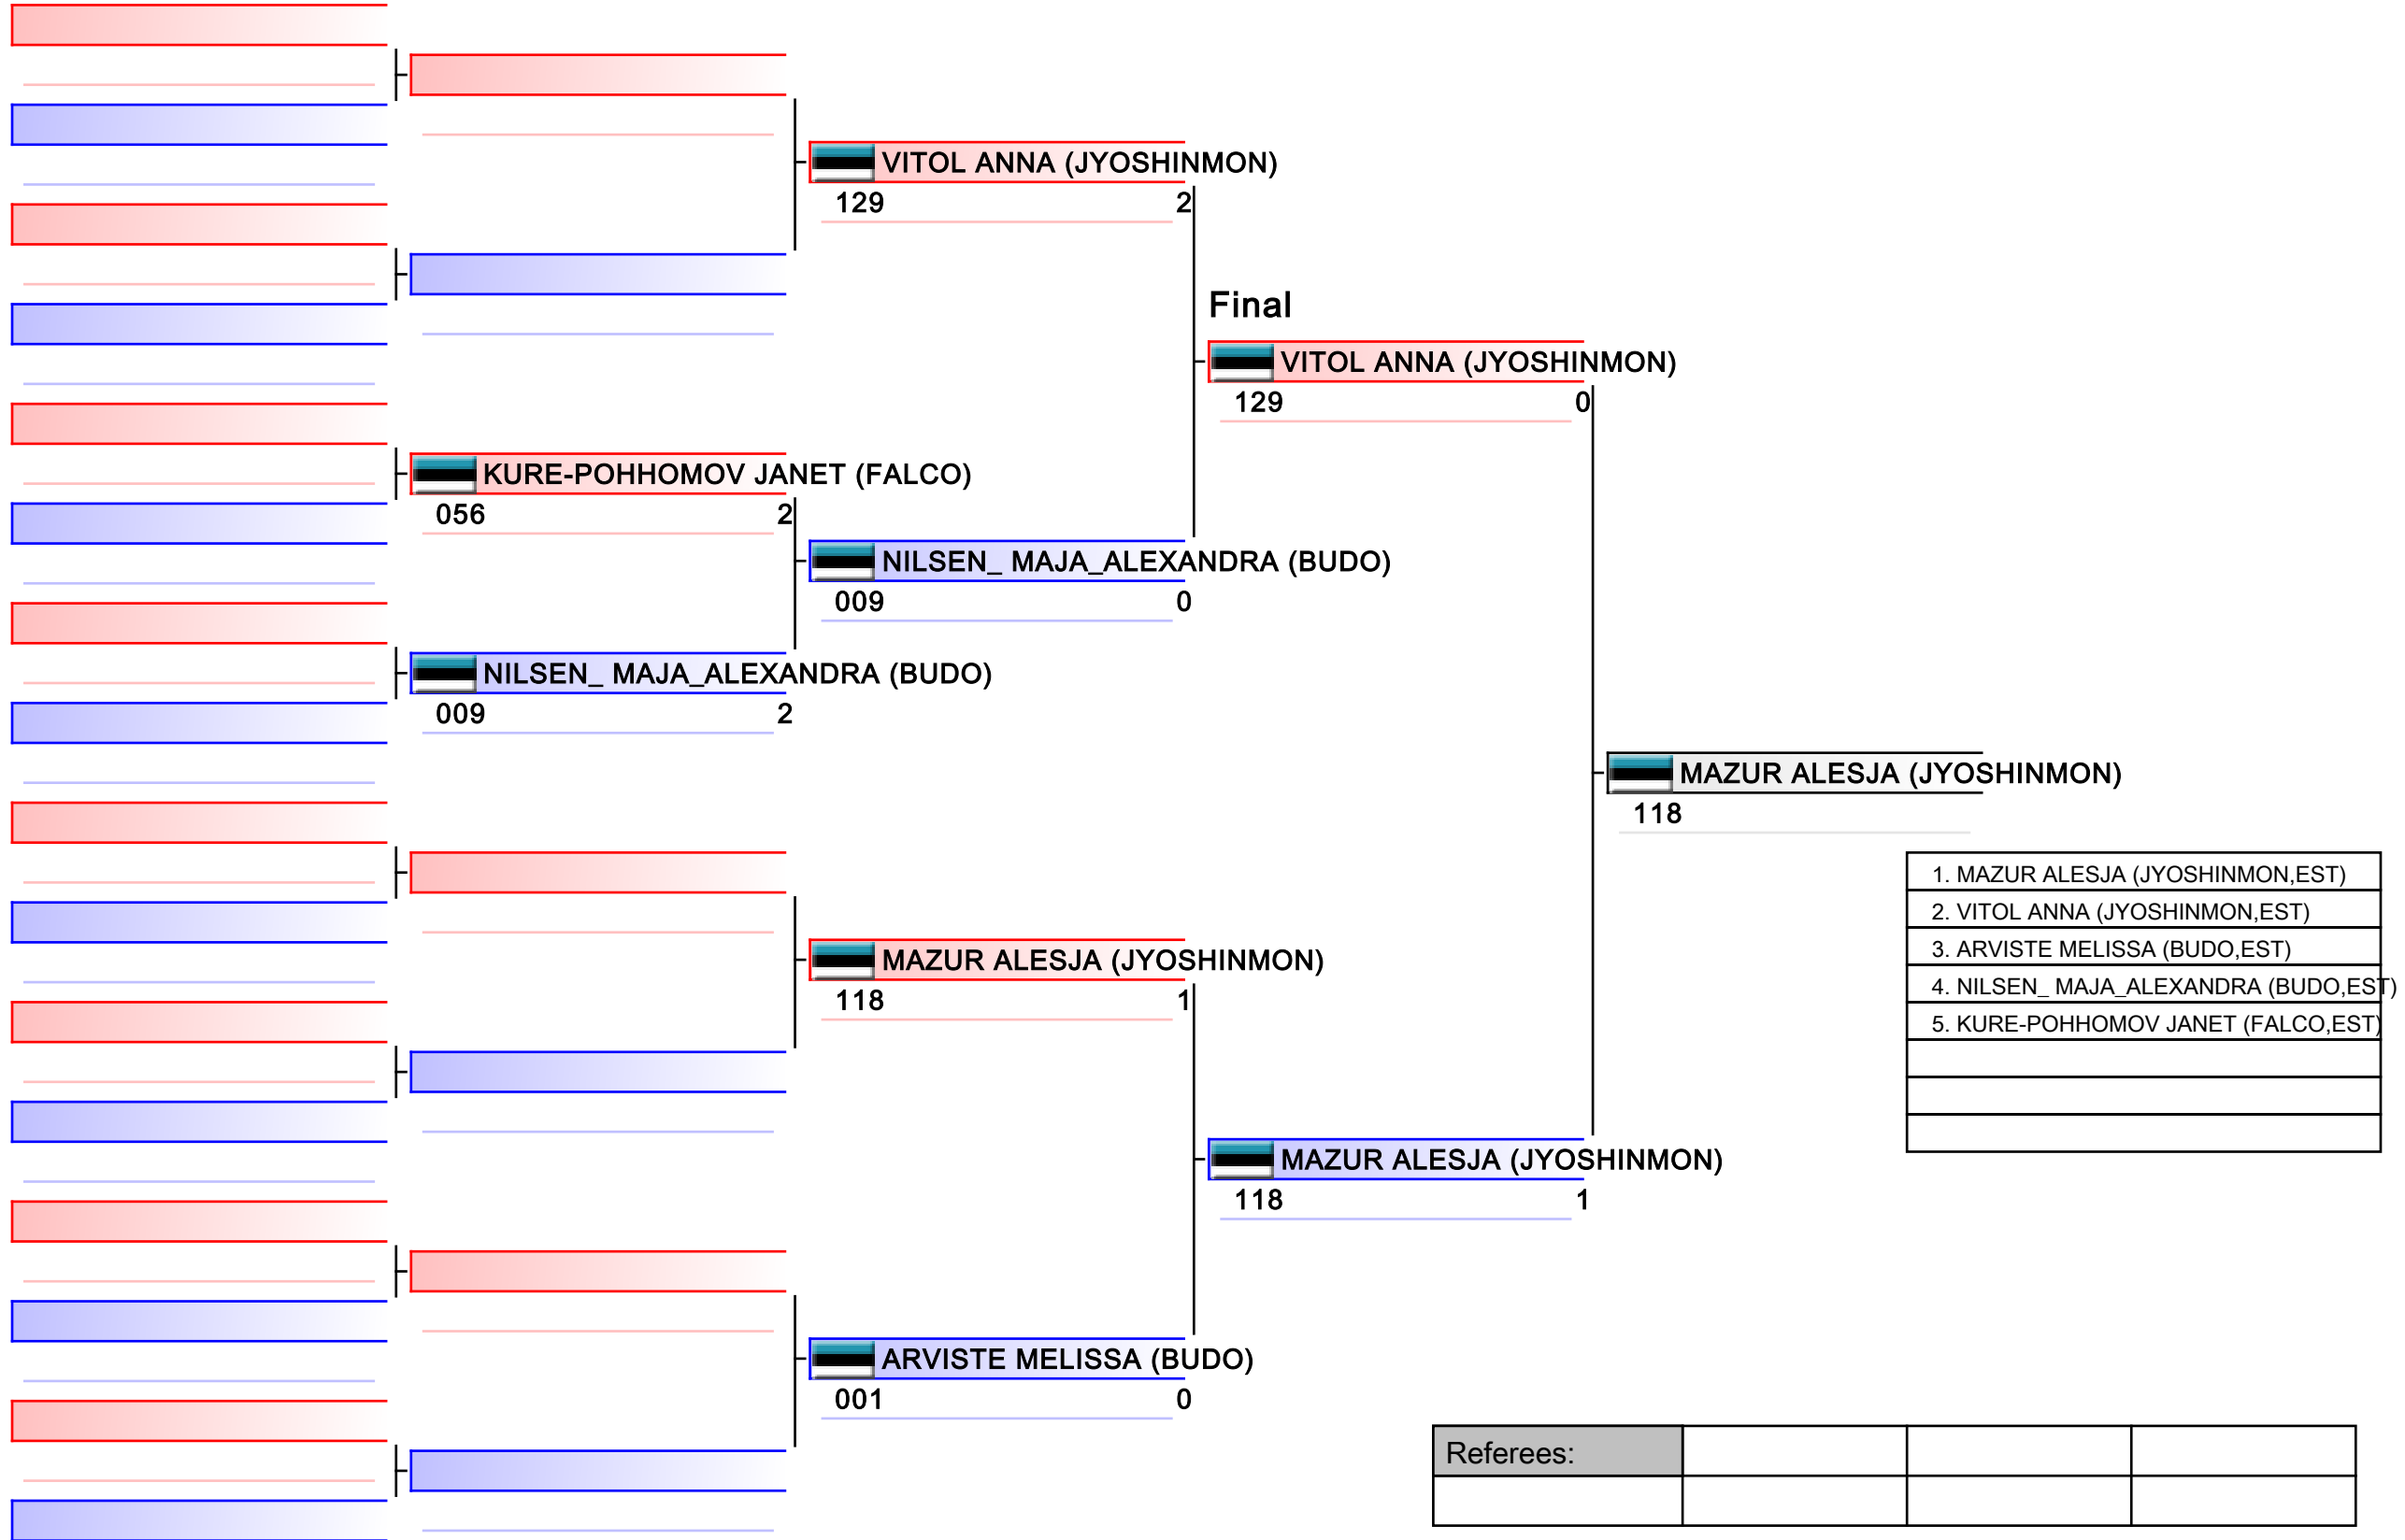 VITOL ANNA (JYOSHINMON)
129 2
Final
VITOL ANNA (JYOSHINMON)
129 0
KURE-POHHOMOV JANET (FALCO)
056 2
NILSEN_ MAJA_ALEXANDRA (BUDO)
009 0
NILSEN_ MAJA_ALEXANDRA (BUDO)
009 2
MAZUR ALESJA (JYOSHINMON)
118
1. MAZUR ALESJA (JYOSHINMON,EST)
2. VITOL ANNA (JYOSHINMON,EST)
3. ARVISTE MELISSA (BUDO,EST)
4. NILSEN_ MAJA_ALEXANDRA (BUDO,EST)
5. KURE-POHHOMOV JANET (FALCO,EST)
MAZUR ALESJA (JYOSHINMON)
118 1
MAZUR ALESJA (JYOSHINMON)
118 1
ARVISTE MELISSA (BUDO)
001 0
Referees: